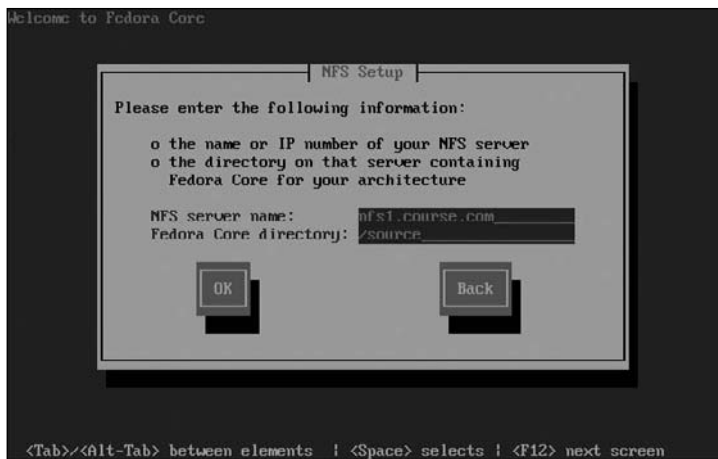 Welcome to Fedora Core
NFS Setup
Please enter the following information:
o the name or IP number of your NFS server
o the directory on that server containing
Fedora Core for your architecture
NFS server name: nfs1.course.com
Fedora Core directory: /source
OK Back
<Tab>/<Alt-Tab> between elements | <Space> selects | <F12> next screen